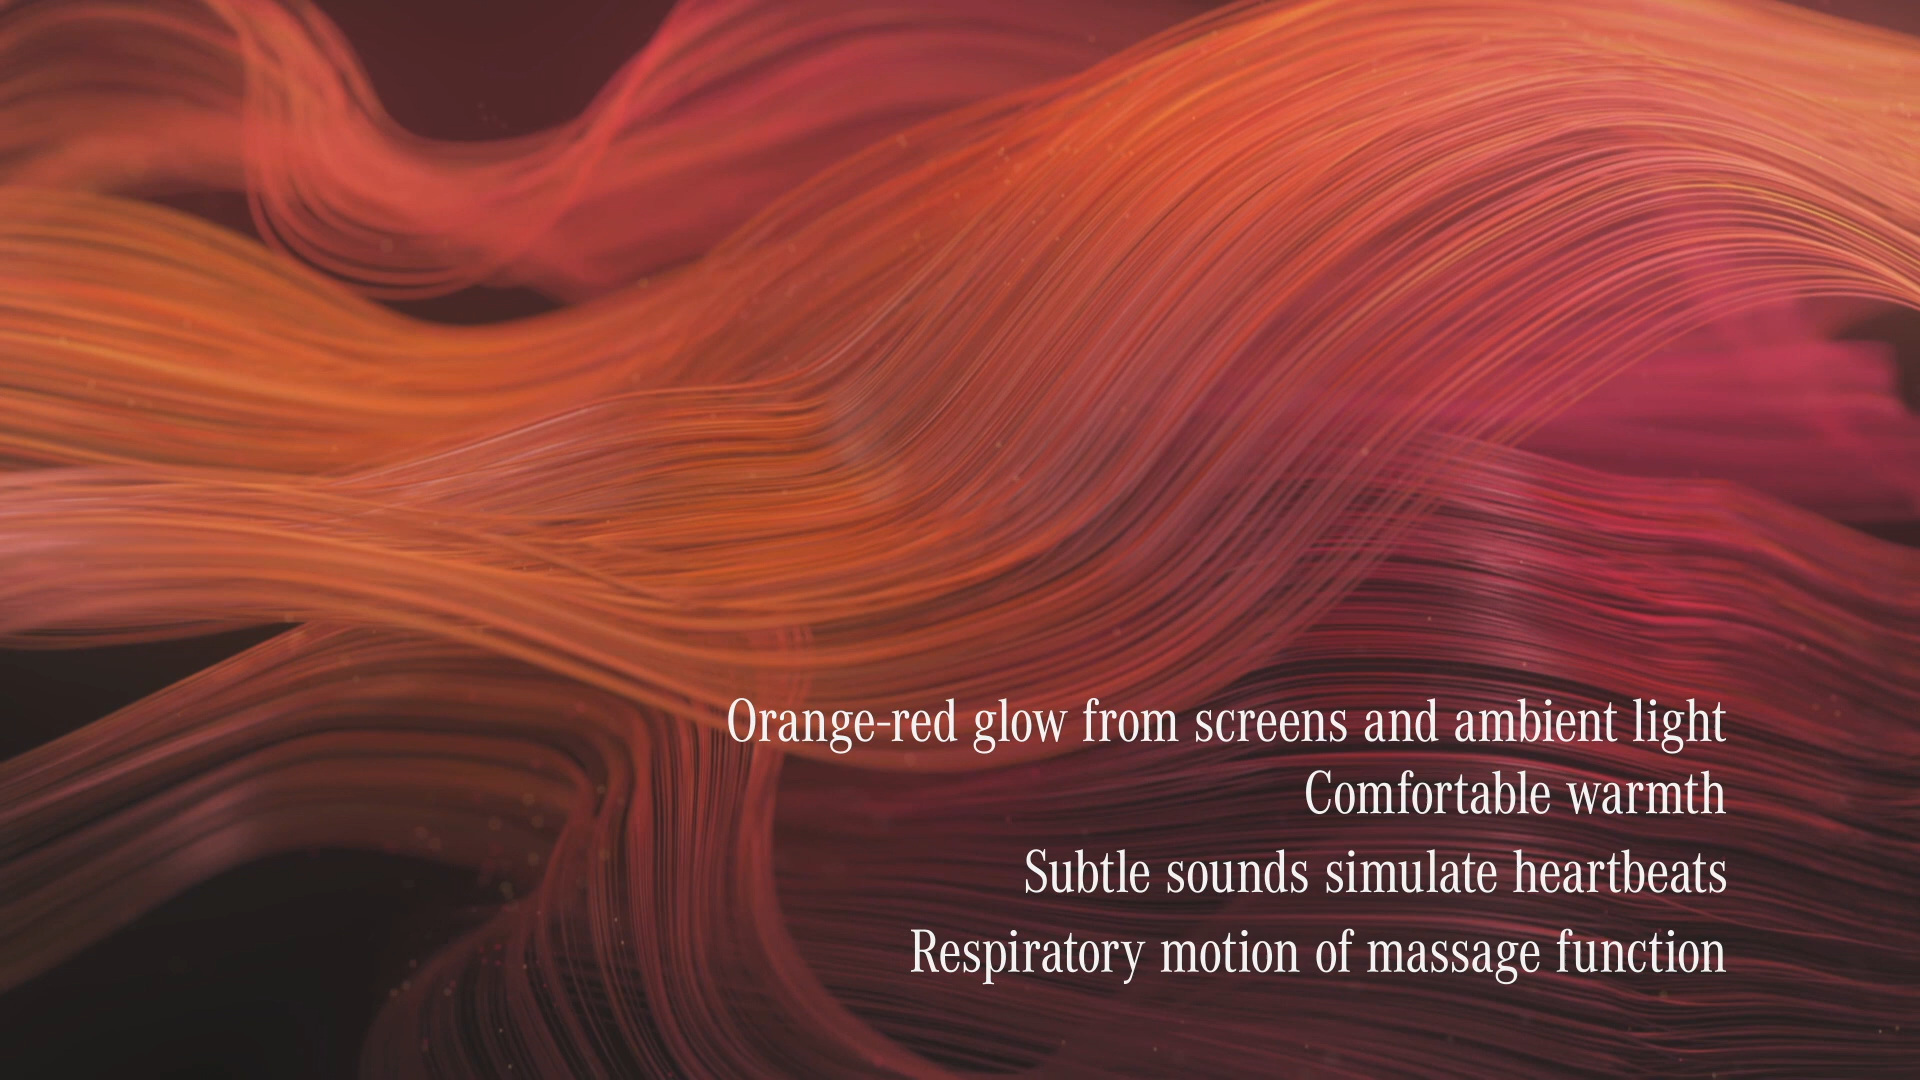 Orange-red glow from screens and ambient light
Comfortable warmth
Subtle sounds simulate heartbeats
Respiratory motion of massage function